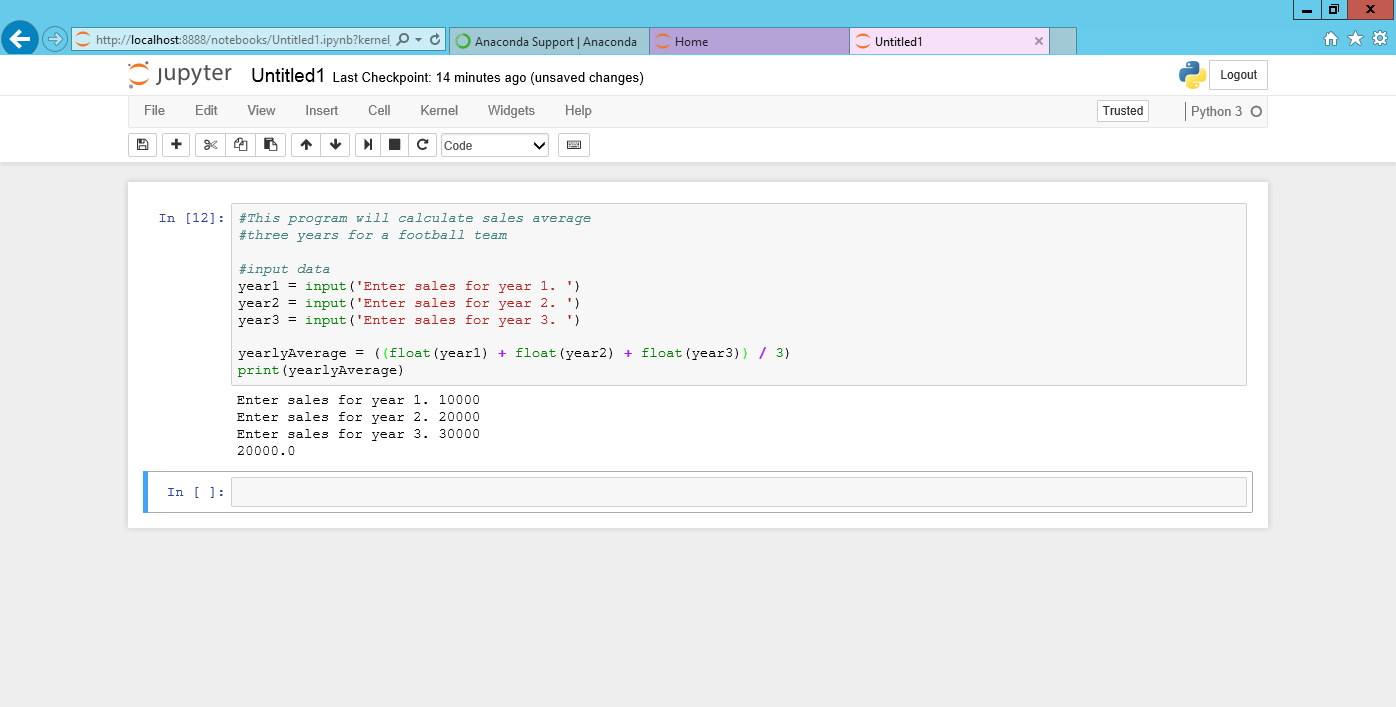 http://localhost:8888/notebooks/Untitled1.ipynb?kernel_
Anaconda Support | Anaconda
Home
Untitled1
jupyter Untitled1 Last Checkpoint: 14 minutes ago (unsaved changes)
Logout
File Edit View Insert Cell Kernel Widgets Help
Trusted
Python 3
Code
In [12]:
#This program will calculate sales average
#three years for a football team
#input data
year1 = input('Enter sales for year 1. ')
year2 = input('Enter sales for year 2. ')
year3 = input('Enter sales for year 3. ')
yearlyAverage = ((float(year1) + float(year2) + float(year3)) / 3)
print(yearlyAverage)
Enter sales for year 1. 10000
Enter sales for year 2. 20000
Enter sales for year 3. 30000
20000.0
In [ ]: